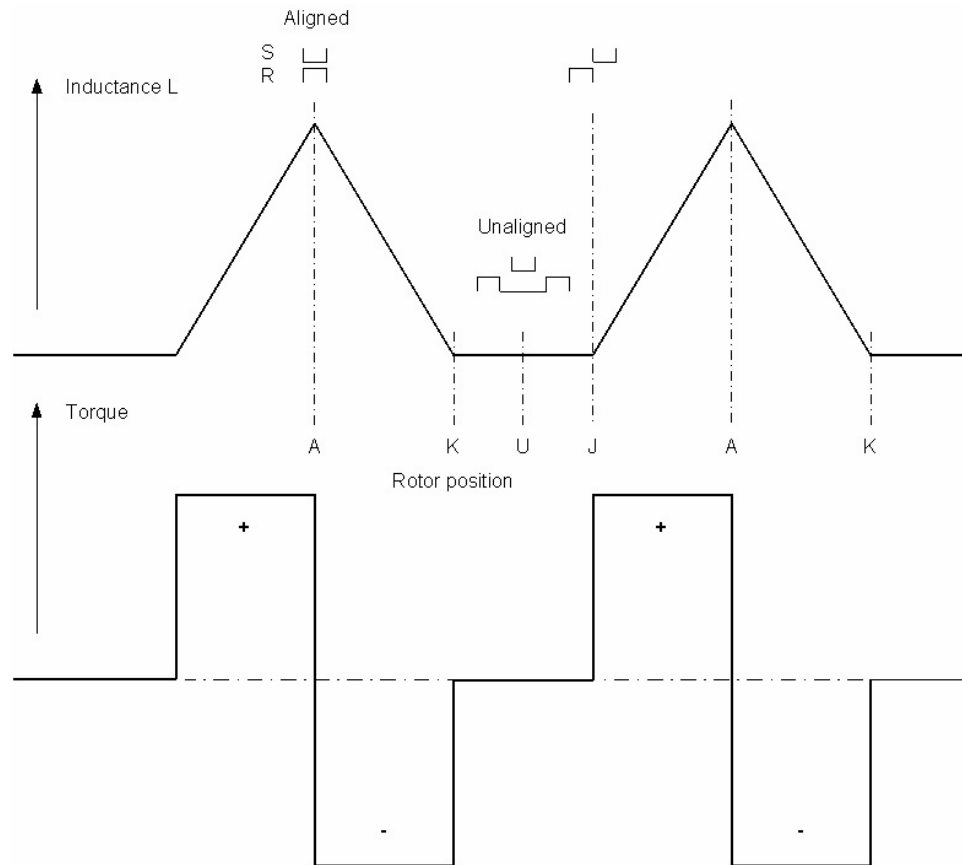 Aligned
S
R
Inductance L
Unaligned
Torque
A K U J A K
Rotor position
+ +
- -